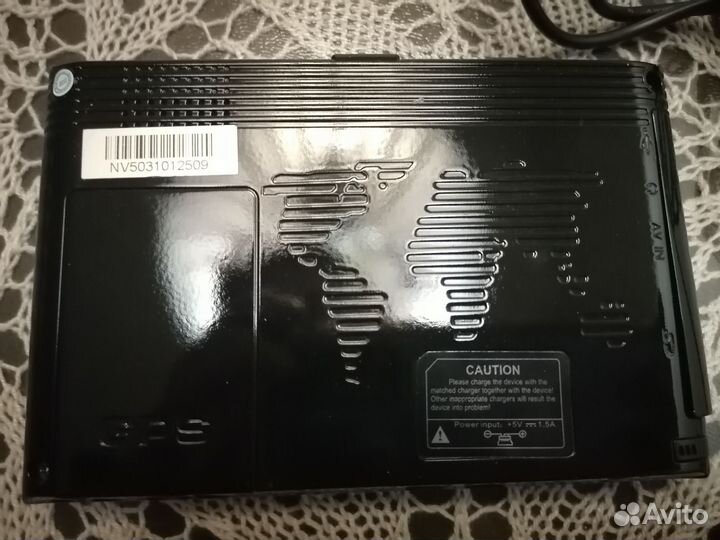 NV5031012509
AV IN
GPS
CAUTION
Please charge the device with the
matched charger together with the device!
Other inappropriate chargers will result the
device into problem!
Power input: +5V 1.5A
Avito